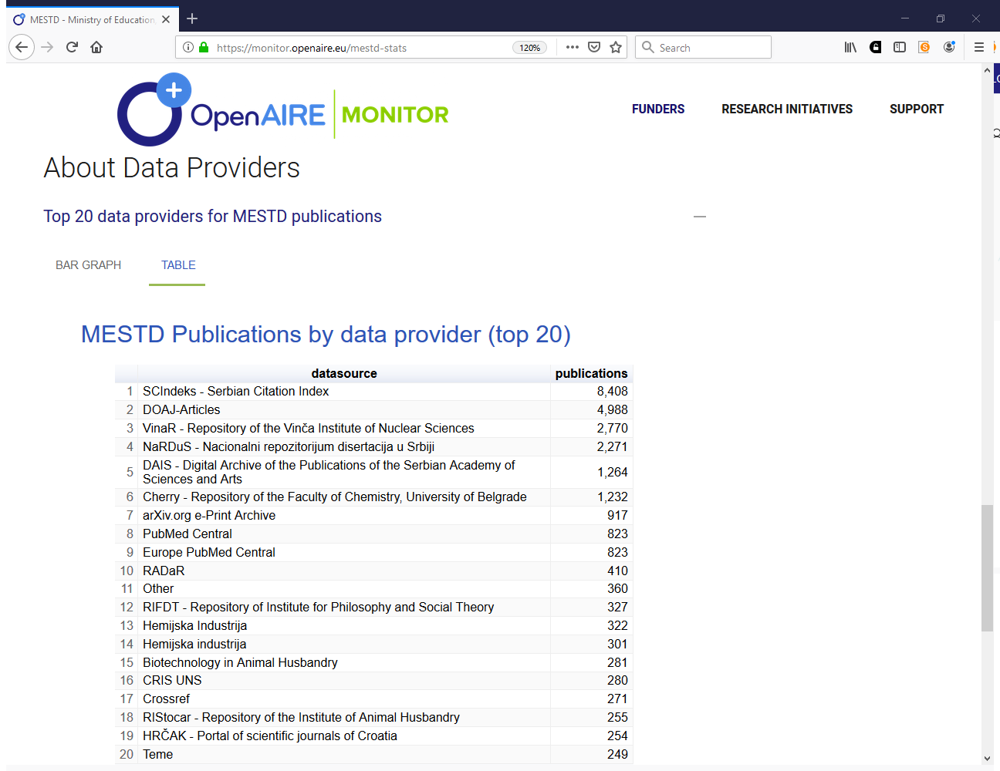 MESTD - Ministry of Education,
https://monitor.openaire.eu/mestd-stats
120%
Search
OpenAIRE MONITOR
FUNDERS
RESEARCH INITIATIVES
SUPPORT
About Data Providers
Top 20 data providers for MESTD publications
BAR GRAPH
TABLE
MESTD Publications by data provider (top 20)
datasource publications
1 SCIndeks - Serbian Citation Index 8,408
2 DOAJ-Articles 4,988
3 VinaR - Repository of the Vinča Institute of Nuclear Sciences 2,770
4 NaRDuS - Nacionalni repozitorijum disertacija u Srbiji 2,271
5 DAIS - Digital Archive of the Publications of the Serbian Academy of
Sciences and Arts 1,264
6 Cherry - Repository of the Faculty of Chemistry, University of Belgrade 1,232
7 arXiv.org e-Print Archive 917
8 PubMed Central 823
9 Europe PubMed Central 823
10 RADaR 410
11 Other 360
12 RIFDT - Repository of Institute for Philosophy and Social Theory 327
13 Hemijska Industrija 322
14 Hemijska industrija 301
15 Biotechnology in Animal Husbandry 281
16 CRIS UNS 280
17 Crossref 271
18 RIStocar - Repository of the Institute of Animal Husbandry 255
19 HRČAK - Portal of scientific journals of Croatia 254
20 Teme 249